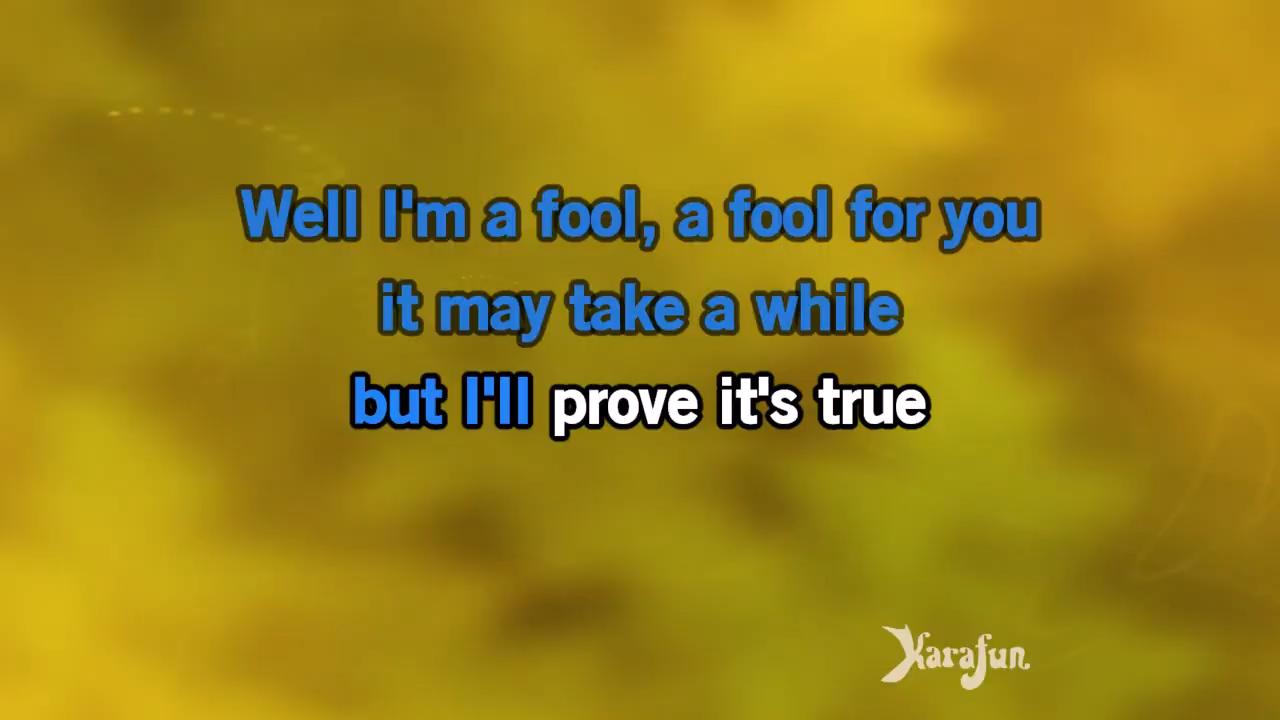 Well I'm a fool, a fool for you
it may take a while
but I'll prove it's true
Karafun